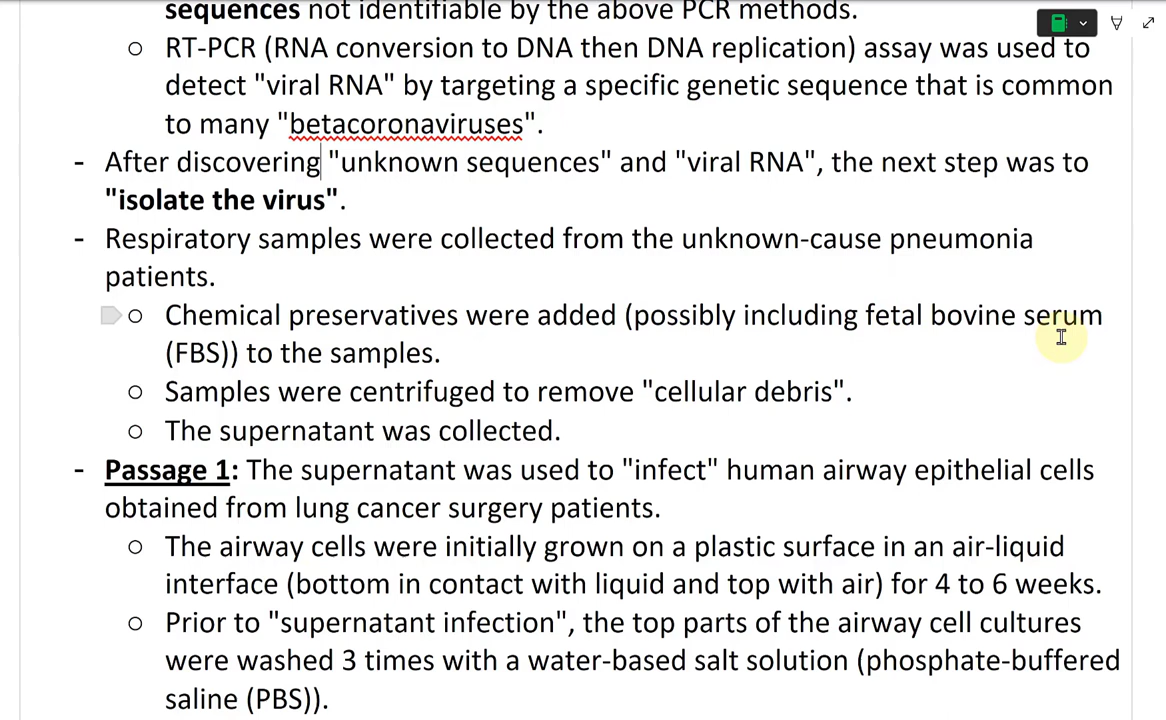 sequences not identifiable by the above PCR methods.
○ RT-PCR (RNA conversion to DNA then DNA replication) assay was used to
detect "viral RNA" by targeting a specific genetic sequence that is common
to many "betacoronaviruses".
- After discovering "unknown sequences" and "viral RNA", the next step was to
"isolate the virus".
- Respiratory samples were collected from the unknown-cause pneumonia
patients.
○ Chemical preservatives were added (possibly including fetal bovine serum
(FBS)) to the samples.
○ Samples were centrifuged to remove "cellular debris".
○ The supernatant was collected.
- Passage 1: The supernatant was used to "infect" human airway epithelial cells
obtained from lung cancer surgery patients.
○ The airway cells were initially grown on a plastic surface in an air-liquid
interface (bottom in contact with liquid and top with air) for 4 to 6 weeks.
○ Prior to "supernatant infection", the top parts of the airway cell cultures
were washed 3 times with a water-based salt solution (phosphate-buffered
saline (PBS)).